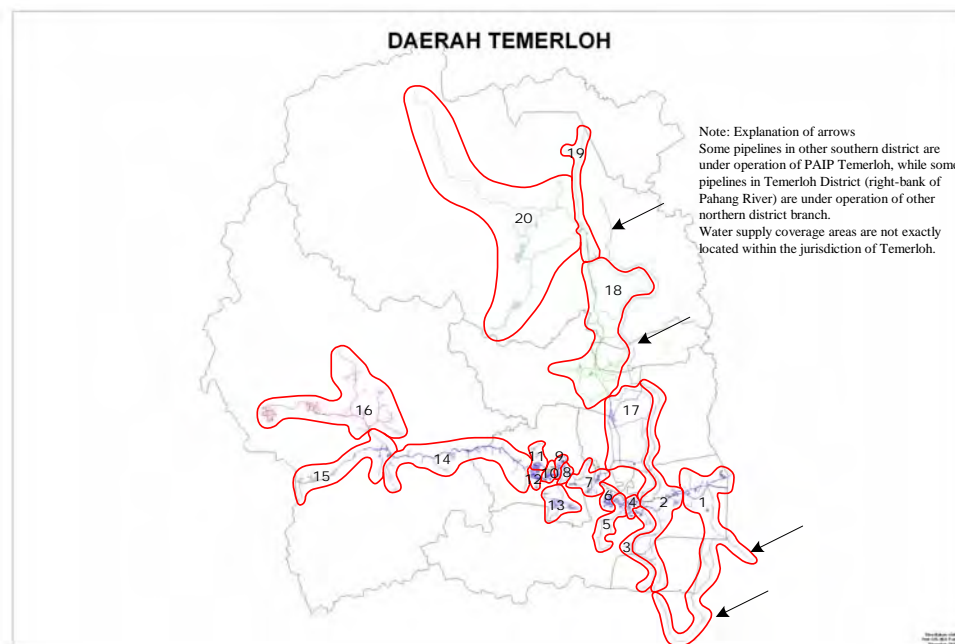 DAERAH TEMERLOH
Note: Explanation of arrows
Some pipelines in other southern district are
under operation of PAIP Temerloh, while some
pipelines in Temerloh District (right-bank of
Pahang River) are under operation of other
northern district branch.
Water supply coverage areas are not exactly
located within the jurisdiction of Temerloh.
19
20
18
17
16
14
15
11
9
10
8
12
7
13
6
4
2
1
5
3